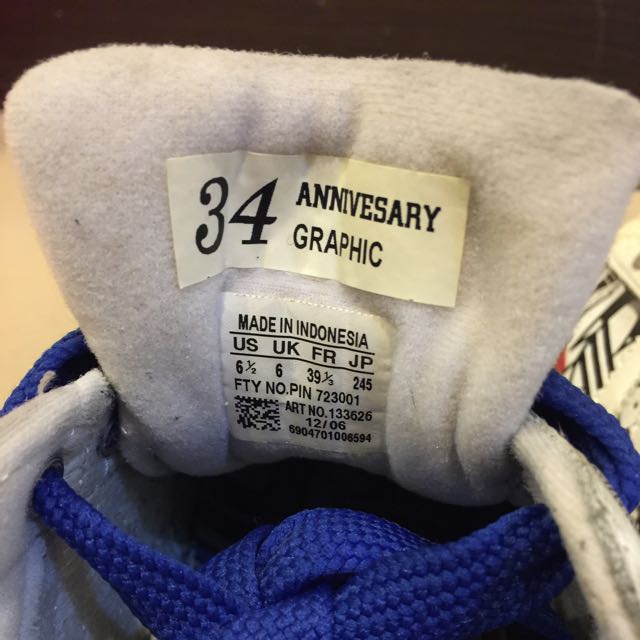 34 ANNIVESARY
GRAPHIC
MADE IN INDONESIA
US UK FR JP
6½ 6 39⅓ 245
FTY NO.PIN 723001
ART NO.133626
12/06
6904701006594